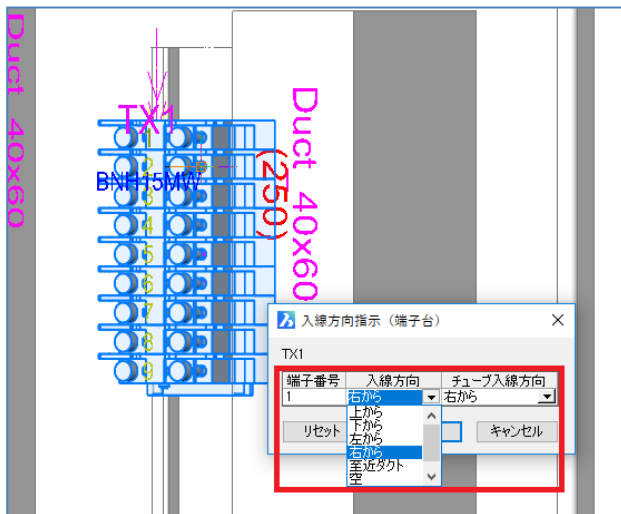 Duct 40x60
TX1
1
2
BNH15MW
3
4
5
6
7
8
9
Duct 40x60
(250)
入線方向指示（端子台）
TX1
端子番号 入線方向 チューブ入線方向
1 右から 右から
上から
下から
左から
右から
至近ダクト
空
リセット キャンセル